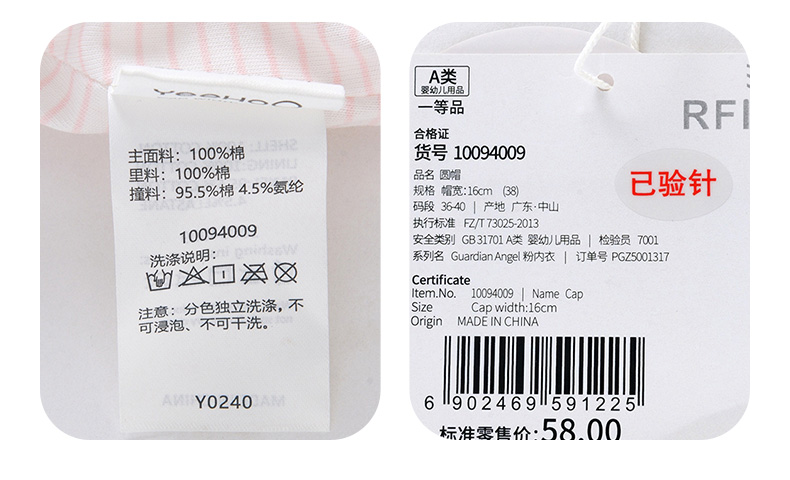 YeeHoO
主面料：100%棉
里料：100%棉
撞料：95.5%棉 4.5%氨纶
10094009
洗涤说明：
注意：分色独立洗涤，不
可浸泡、不可干洗。
Y0240
A类
婴幼儿用品
一等品
RFI
合格证
货号 10094009
品名 圆帽
规格 帽宽:16cm (38)
码段 36-40 | 产地 广东·中山
执行标准 FZ/T 73025-2013
安全类别 GB 31701 A类 婴幼儿用品 | 检验员 7001
系列名 Guardian Angel 粉内衣 | 订单号 PGZ5001317
已验针
Certificate
Item.No. 10094009 | Name Cap
Size Cap width:16cm
Origin MADE IN CHINA
6 902469 591225
标准零售价:58.00